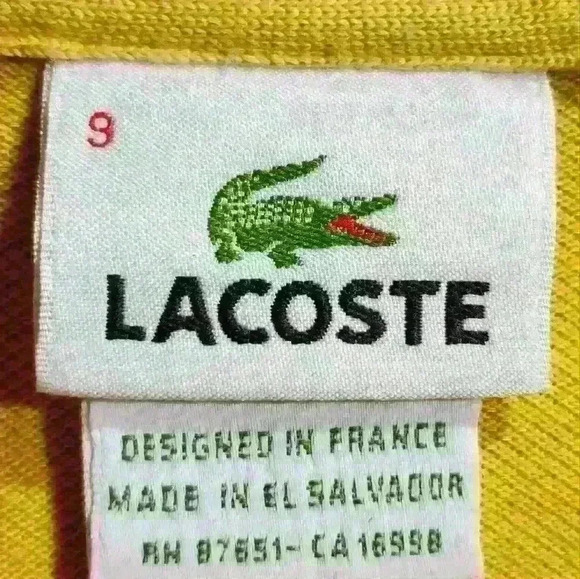 9
LACOSTE
DESIGNED IN FRANCE
MADE IN EL SALVADOR
RN 87651- CA 16998